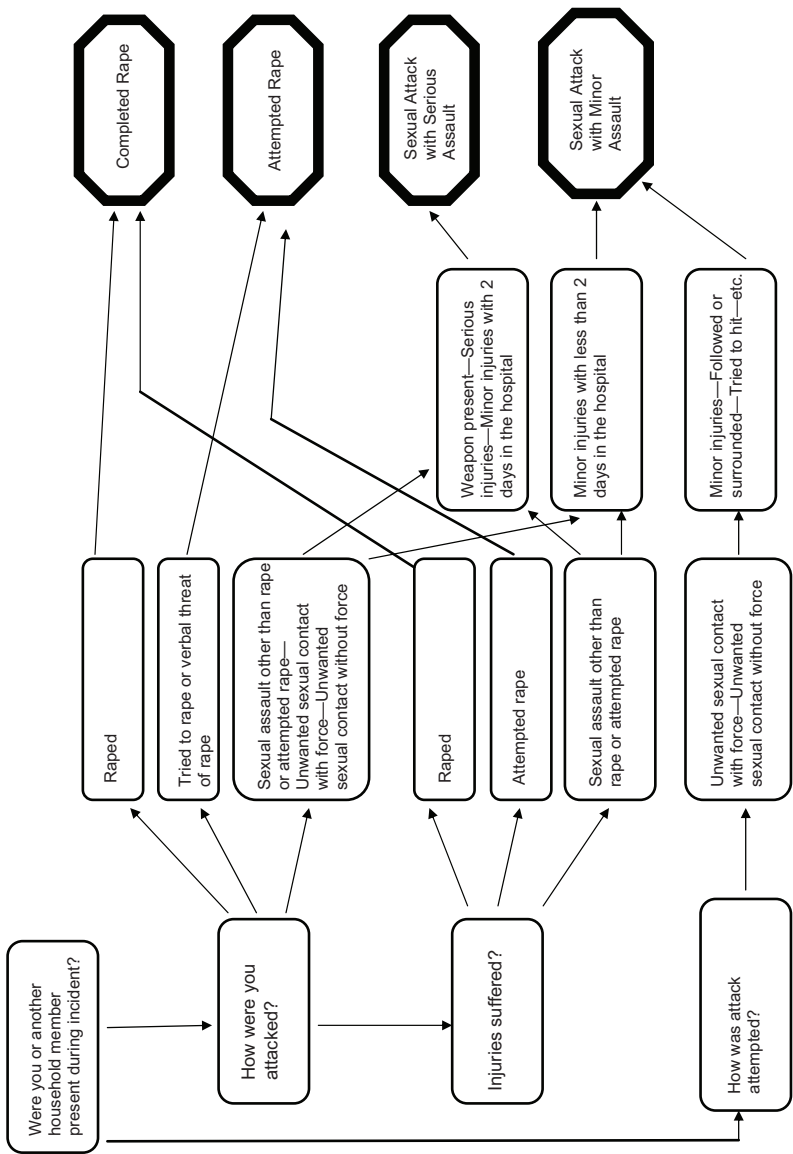 Were you or another
household member
present during incident?
How were you
attacked?
Injuries suffered?
How was attack
attempted?
Raped
Tried to rape or verbal threat
of rape
Sexual assault other than rape
or attempted rape—
Unwanted sexual contact
with force—Unwanted
sexual contact without force
Raped
Attempted rape
Sexual assault other than
rape or attempted rape
Unwanted sexual contact
with force—Unwanted
sexual contact without force
Weapon present—Serious
injuries—Minor injuries with 2
days in the hospital
Minor injuries with less than 2
days in the hospital
Minor injuries—Followed or
surrounded—Tried to hit—etc.
Completed Rape
Attempted Rape
Sexual Attack
with Serious
Assault
Sexual Attack
with Minor
Assault